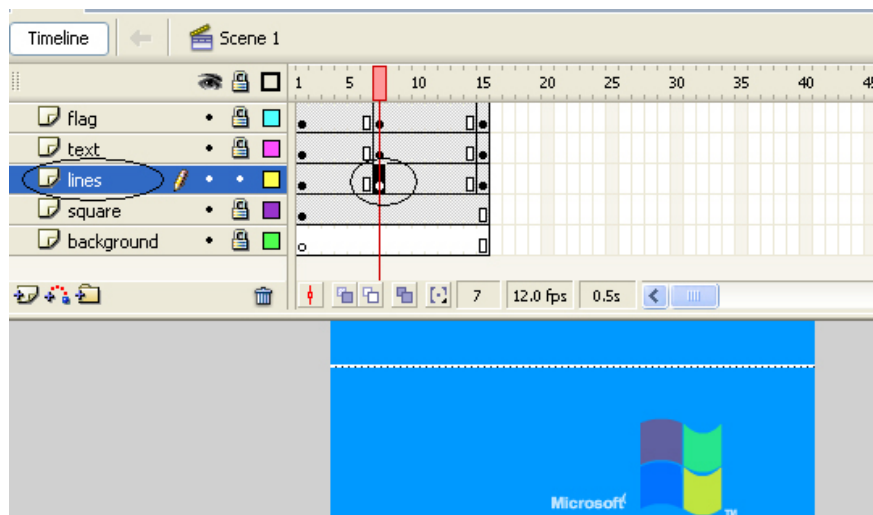 Timeline
Scene 1
1 5 10 15 20 25 30 35 40
flag
text
lines
square
background
7 12.0 fps 0.5s
Microsoft
TM